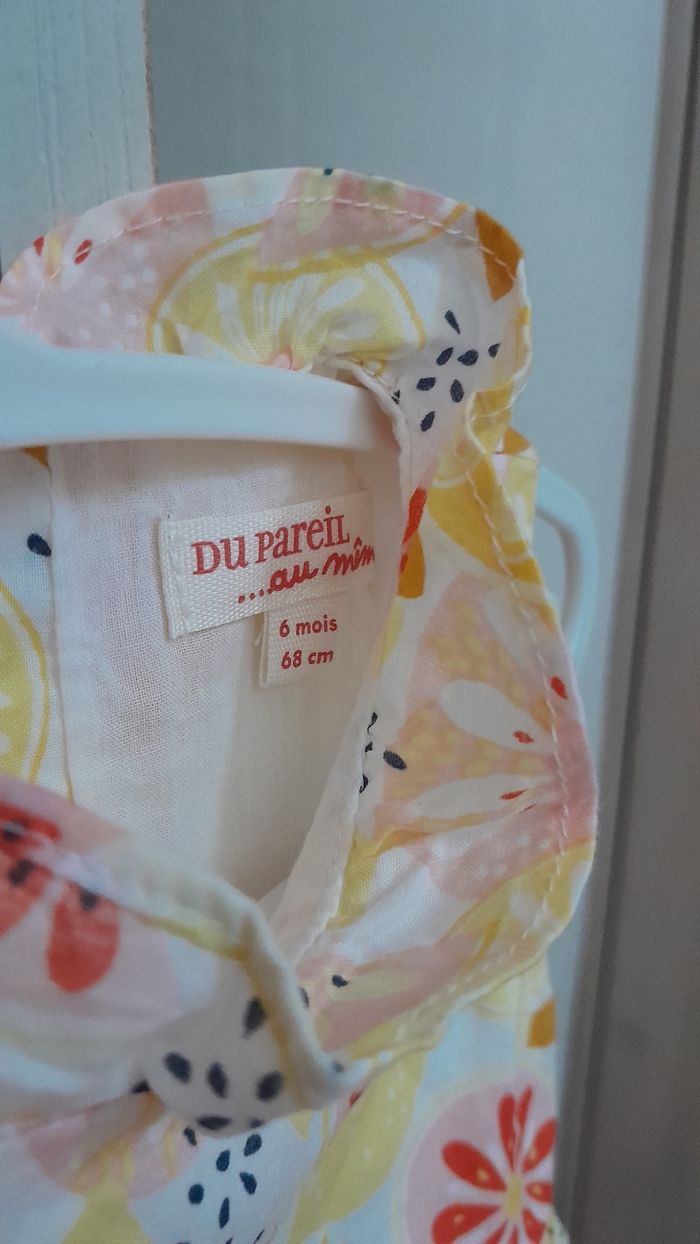 DU PAREIL
...au mêm
6 mois
68 cm